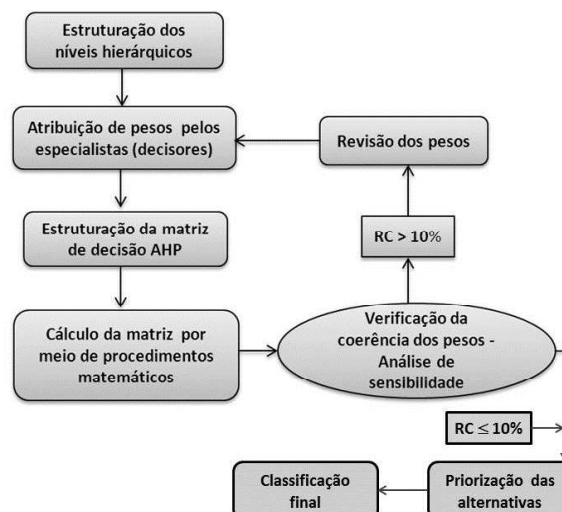 Estruturação dos
níveis hierárquicos
Atribuição de pesos pelos
especialistas (decisores)
Revisão dos pesos
Estruturação da matriz
de decisão AHP
RC > 10%
Cálculo da matriz por
meio de procedimentos
matemáticos
Verificação da
coerência dos pesos -
Análise de
sensibilidade
RC ≤ 10%
Classificação
final
Priorização das
alternativas